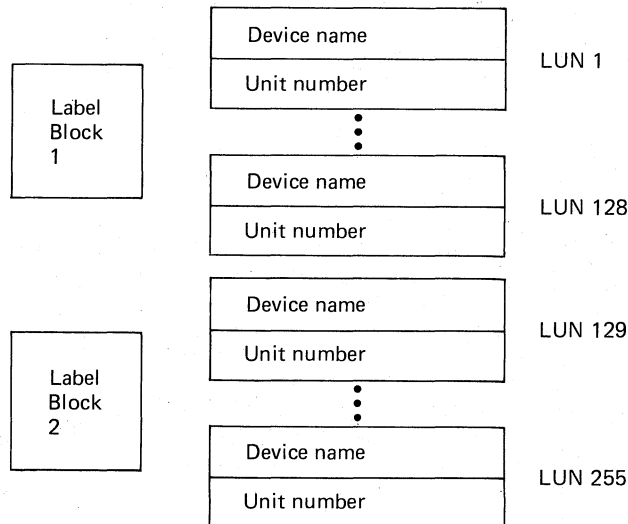 Device name
LUN 1
Unit number
Label
Block
1
Device name
LUN 128
Unit number
Device name
LUN 129
Unit number
Label
Block
2
Device name
LUN 255
Unit number